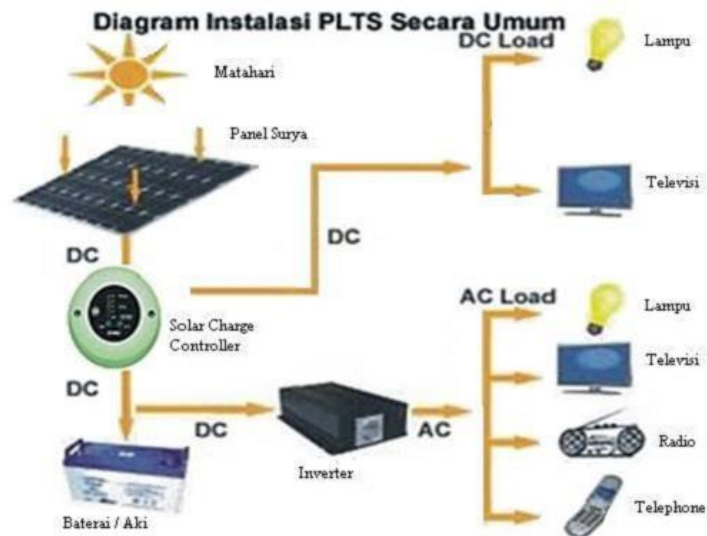 Diagram Instalasi PLTS Secara Umum
DC Load
Lampu
Matahari
Panel Surya
Televisi
DC
DC
AC Load
Lampu
Solar Charge
Controller
Televisi
DC
DC
AC
Radio
Inverter
Telephone
Baterai / Aki